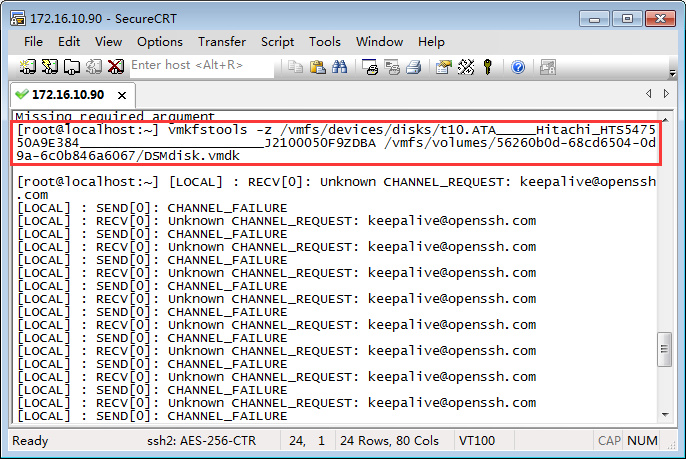 172.16.10.90 - SecureCRT
File Edit View Options Transfer Script Tools Window Help
Enter host <Alt+R>
172.16.10.90
Missing required argument
[root@localhost:~] vmkfstools -z /vmfs/devices/disks/t10.ATA_____Hitachi_HTS5475
50A9E384_______________________J2100050F9ZDBA /vmfs/volumes/56260b0d-68cd6504-0d
9a-6c0b846a6067/DSMdisk.vmdk
[root@localhost:~] [LOCAL] : RECV[0]: Unknown CHANNEL_REQUEST: keepalive@openssh
.com
[LOCAL] : SEND[0]: CHANNEL_FAILURE
[LOCAL] : RECV[0]: Unknown CHANNEL_REQUEST: keepalive@openssh.com
[LOCAL] : SEND[0]: CHANNEL_FAILURE
[LOCAL] : RECV[0]: Unknown CHANNEL_REQUEST: keepalive@openssh.com
[LOCAL] : SEND[0]: CHANNEL_FAILURE
[LOCAL] : RECV[0]: Unknown CHANNEL_REQUEST: keepalive@openssh.com
[LOCAL] : SEND[0]: CHANNEL_FAILURE
[LOCAL] : RECV[0]: Unknown CHANNEL_REQUEST: keepalive@openssh.com
[LOCAL] : SEND[0]: CHANNEL_FAILURE
[LOCAL] : RECV[0]: Unknown CHANNEL_REQUEST: keepalive@openssh.com
[LOCAL] : SEND[0]: CHANNEL_FAILURE
[LOCAL] : RECV[0]: Unknown CHANNEL_REQUEST: keepalive@openssh.com
[LOCAL] : SEND[0]: CHANNEL_FAILURE
[LOCAL] : RECV[0]: Unknown CHANNEL_REQUEST: keepalive@openssh.com
[LOCAL] : SEND[0]: CHANNEL_FAILURE
[LOCAL] : RECV[0]: Unknown CHANNEL_REQUEST: keepalive@openssh.com
[LOCAL] : SEND[0]: CHANNEL_FAILURE
Ready ssh2: AES-256-CTR 24, 1 24 Rows, 80 Cols VT100 CAP NUM